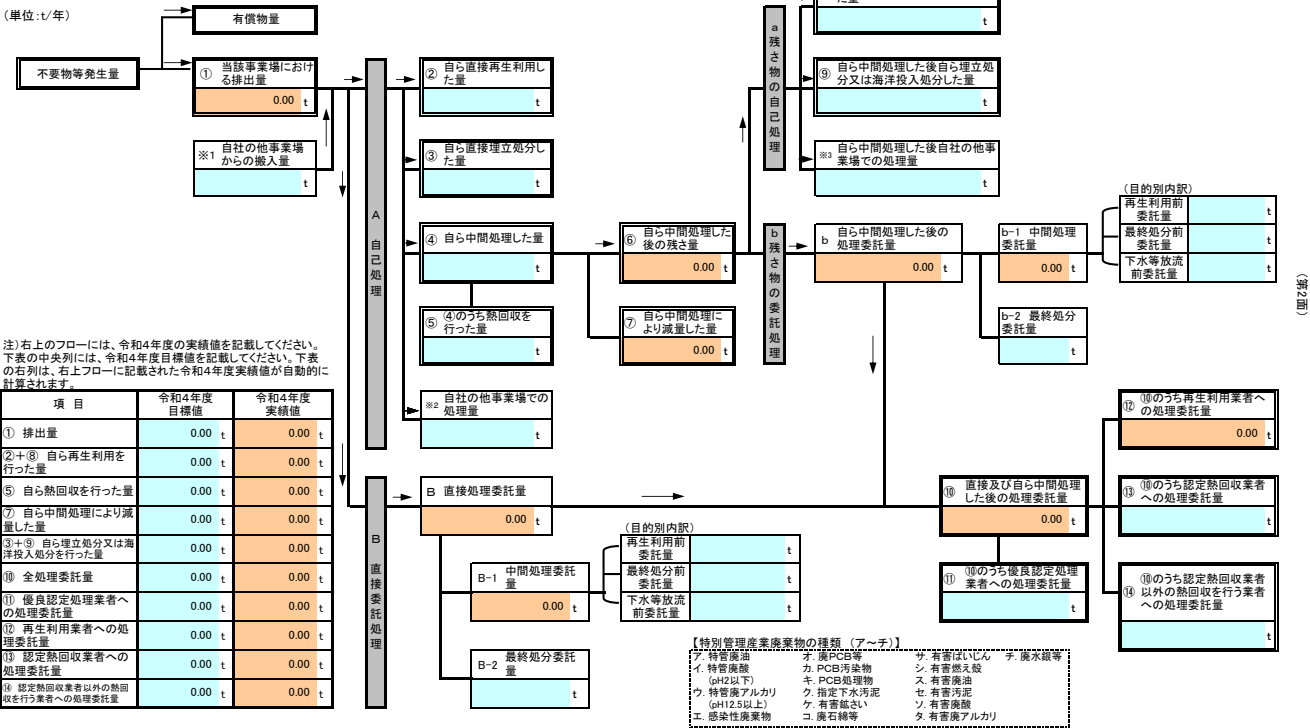 (単位:t/年)
有償物量
不要物等発生量
① 当該事業場におけ
る排出量
0.00 t
※1 自社の他事業場
からの搬入量
t
A 自己処理
② 自ら直接再生利用し
た量
t
③ 自ら直接埋立処分し
た量
t
④ 自ら中間処理した量
t
⑤ ④のうち熱回収を
行った量
t
※2 自社の他事業場での
処理量
t
⑥ 自ら中間処理した
後の残さ量
0.00 t
⑦ 自ら中間処理に
より減量した量
0.00 t
a 残さ物の自己処理
t
⑨ 自ら中間処理した後自ら埋立処
分又は海洋投入処分した量
t
※3 自ら中間処理した後自社の他事
業場での処理量
t
b 残さ物の委託処理
b 自ら中間処理した後の
処理委託量
0.00 t
b-1 中間処理
委託量
0.00 t
b-2 最終処分
委託量
t
(目的別内訳)
再生利用前
委託量
t
最終処分前
委託量
t
下水等放流
前委託量
t
(第2面)
注)右上のフローには、令和4年度の実績値を記載してください。
下表の中央列には、令和4年度目標値を記載してください。下表
の右列は、右上フローに記載された令和4年度実績値が自動的に
計算されます。
項 目 令和4年度 目標値 令和4年度 実績値
① 排出量 0.00 t 0.00 t
②+⑧ 自ら再生利用を
行った量 0.00 t 0.00 t
⑤ 自ら熱回収を行った量 0.00 t 0.00 t
⑦ 自ら中間処理により減
量した量 0.00 t 0.00 t
③+⑨ 自ら埋立処分又は海
洋投入処分を行った量 0.00 t 0.00 t
⑩ 全処理委託量 0.00 t 0.00 t
⑪ 優良認定処理業者へ
の処理委託量 0.00 t 0.00 t
⑫ 再生利用業者への処
理委託量 0.00 t 0.00 t
⑬ 認定熱回収業者への
処理委託量 0.00 t 0.00 t
⑭ 認定熱回収業者以外の熱回
収を行う業者への処理委託量 0.00 t 0.00 t
B 直接委託処理
B 直接処理委託量
0.00 t
B-1 中間処理委託
量
0.00 t
B-2 最終処分委託
量
t
(目的別内訳)
再生利用前
委託量
t
最終処分前
委託量
t
下水等放流
前委託量
t
⑩ 直接及び自ら中間処理
した後の処理委託量
0.00 t
⑪ ⑩のうち優良認定処理
業者への処理委託量
t
⑫ ⑩のうち再生利用業者へ
の処理委託量
0.00 t
⑬ ⑩のうち認定熱回収業者
への処理委託量
t
⑭ ⑩のうち認定熱回収業者
以外の熱回収を行う業者
への処理委託量
t
【特別管理産業廃棄物の種類 (ア~チ)】
ア. 特管廃油 オ. 廃PCB等 サ. 有害ばいじん チ. 廃水銀等
イ. 特管廃酸 カ. PCB汚染物 シ. 有害燃え殻
(pH2以下) キ. PCB処理物 ス. 有害廃油
ウ. 特管廃アルカリ ク. 指定下水汚泥 セ. 有害汚泥
(pH12.5以上) ケ. 有害鉱さい ソ. 有害廃酸
エ. 感染性廃棄物 コ. 廃石綿等 タ. 有害廃アルカリ